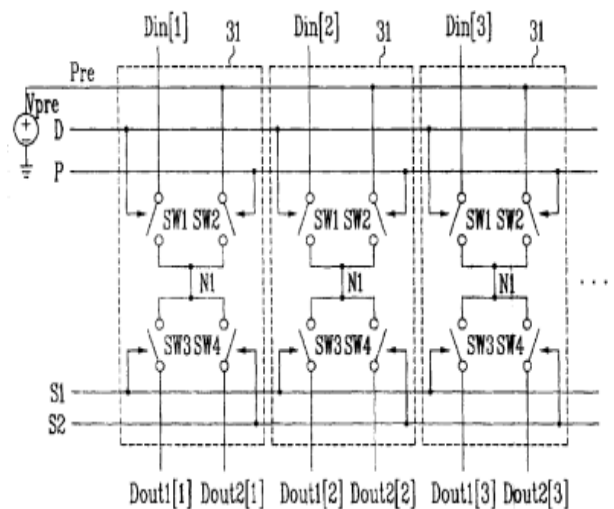 Din[1] 31 Din[2] 31 Din[3] 31
Pre
Vpre
D
P
SW1 SW2 SW1 SW2 SW1 SW2
N1 N1 N1
...
SW3 SW4 SW3 SW4 SW3 SW4
S1
S2
Dout1[1] Dout2[1] Dout1[2] Dout2[2] Dout1[3] Dout2[3]